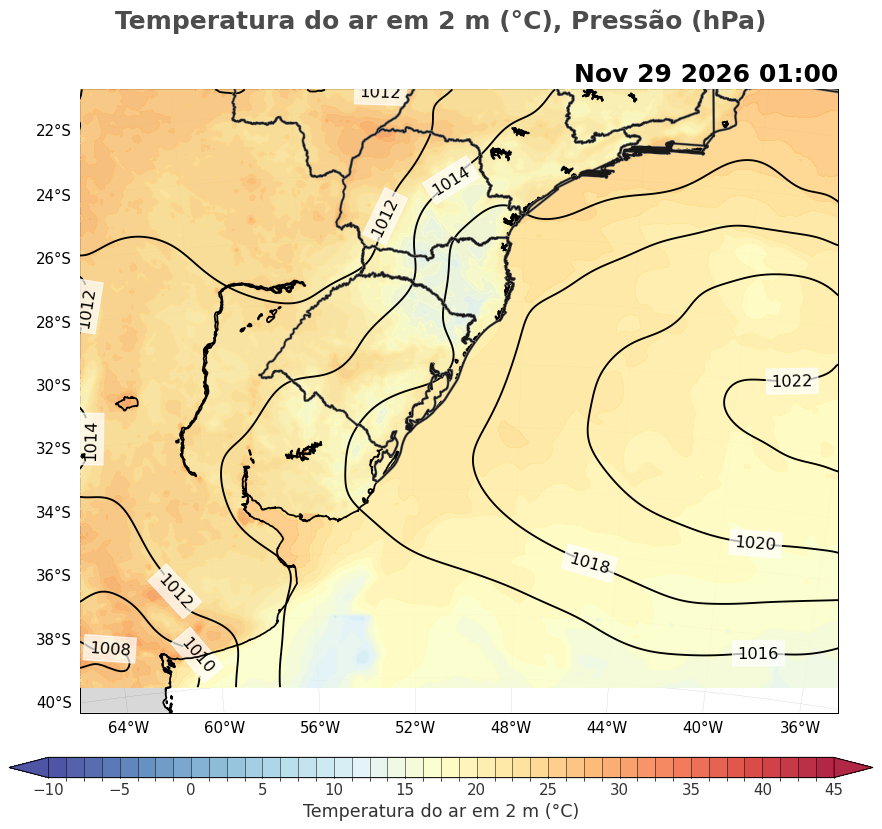 Temperatura do ar em 2 m (°C), Pressão (hPa)
Nov 29 2026 01:00
1012
22°S
24°S
26°S
28°S
30°S
32°S
34°S
36°S
38°S
40°S
1014
1012
1012
1022
1014
1020
1018
1012
1008
1010
1016
64°W
60°W
56°W
52°W
48°W
44°W
40°W
36°W
−10
−5
0
5
10
15
20
25
30
35
40
45
Temperatura do ar em 2 m (°C)